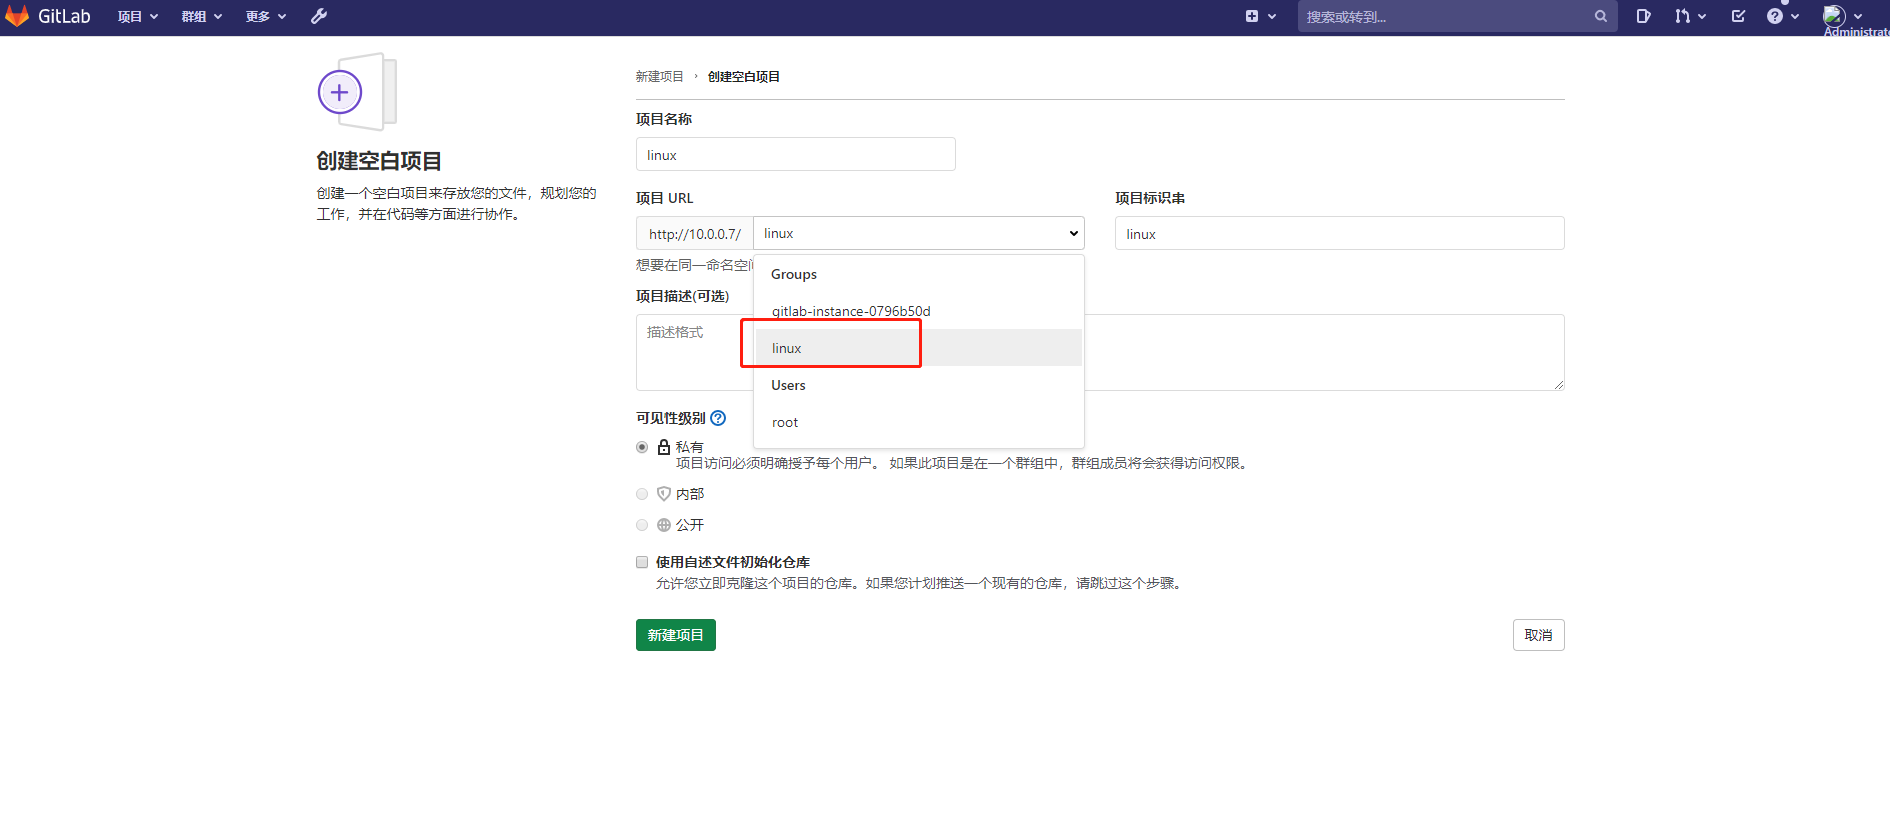 GitLab 项目 群组 更多 搜索或转到...
Administrat
新建项目 › 创建空白项目
项目名称
linux
创建空白项目
创建一个空白项目来存放您的文件，规划您的
工作，并在代码等方面进行协作。
项目 URL 项目标识串
http://10.0.0.7/ linux linux
想要在同一命名空
Groups
gitlab-instance-0796b50d
linux
Users
root
项目描述(可选)
描述格式
可见性级别
私有
项目访问必须明确授予每个用户。 如果此项目是在一个群组中，群组成员将会获得访问权限。
内部
公开
使用自述文件初始化仓库
允许您立即克隆这个项目的仓库。如果您计划推送一个现有的仓库，请跳过这个步骤。
新建项目 取消